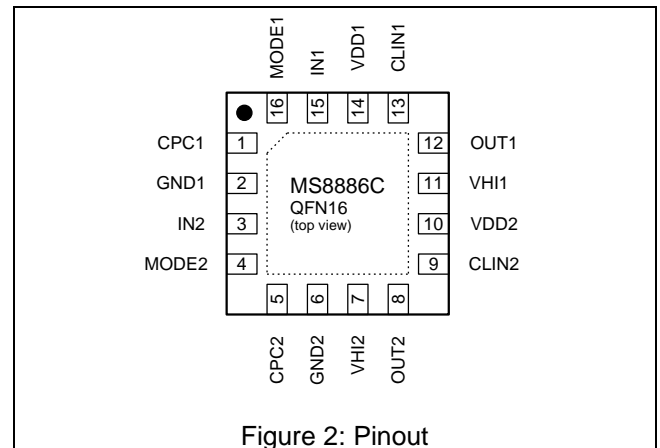 MODE1
IN1
VDD1
CLIN1
16
15
14
13
CPC1 1 12 OUT1
GND1 2 MS8886C 11 VHI1
QFN16
IN2 3 (top view) 10 VDD2
MODE2 4 9 CLIN2
5
6
7
8
CPC2
GND2
VHI2
OUT2
Figure 2: Pinout